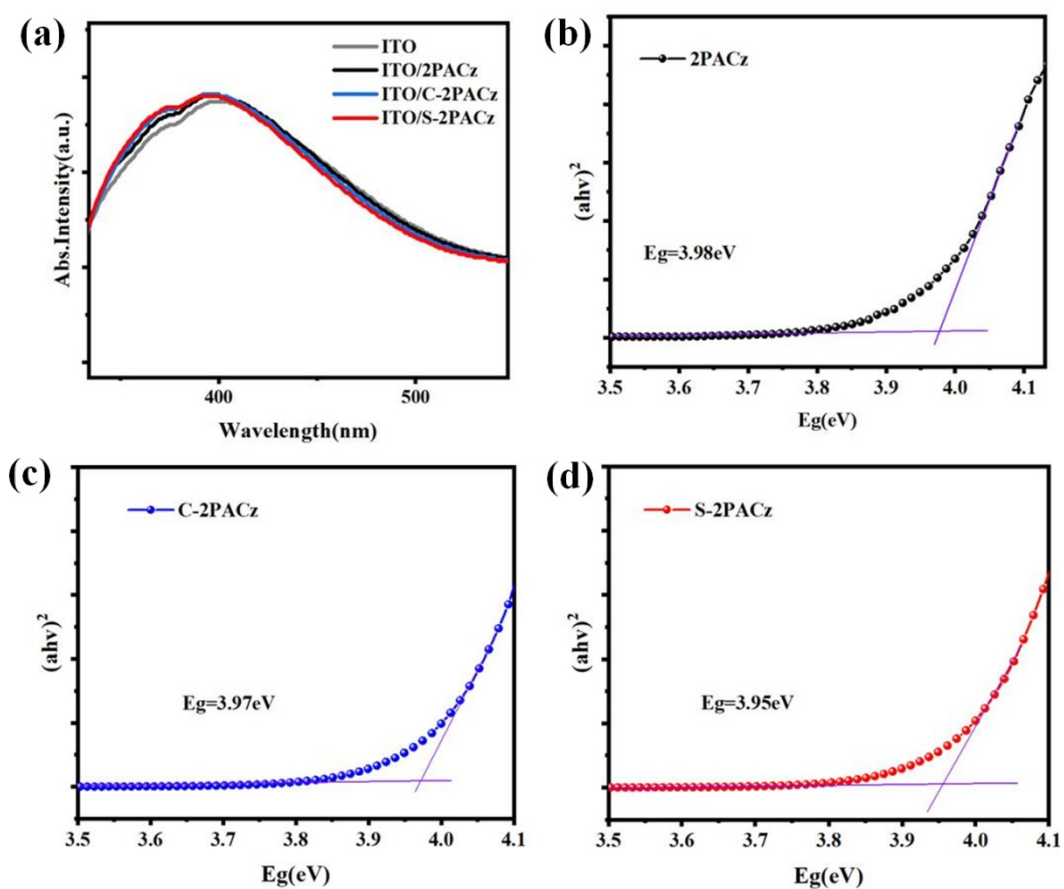 (a)
ITO
ITO/2PACz
ITO/C-2PACz
ITO/S-2PACz
Abs.Intensity(a.u.)
400
500
Wavelength(nm)
(b)
2PACz
(ahv)²
Eg=3.98eV
3.5 3.6 3.7 3.8 3.9 4.0 4.1
Eg(eV)
(c)
C-2PACz
(ahv)²
Eg=3.97eV
3.5 3.6 3.7 3.8 3.9 4.0 4.1
Eg(eV)
(d)
S-2PACz
(ahv)²
Eg=3.95eV
3.5 3.6 3.7 3.8 3.9 4.0 4.1
Eg(eV)